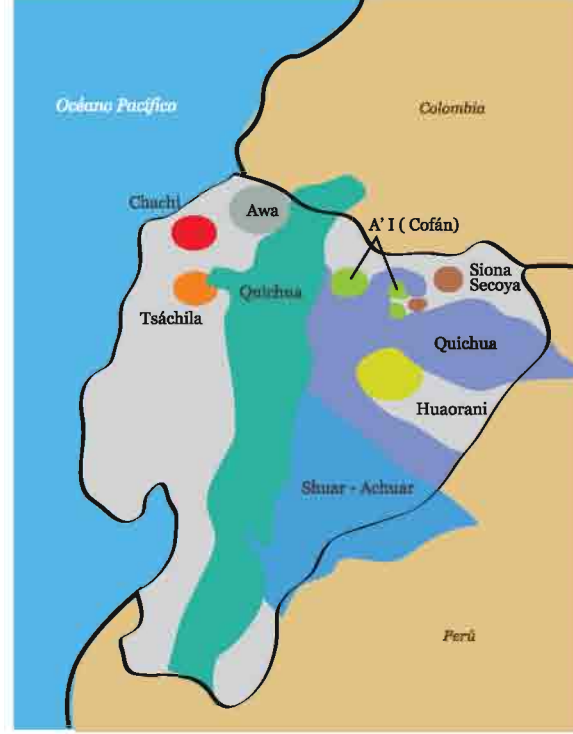 Océano Pacífico
Colombia
Chachi
Awa
A' I ( Cofán)
Siona
Secoya
Quichua
Tsáchila
Quichua
Huaorani
Shuar - Achuar
Perú